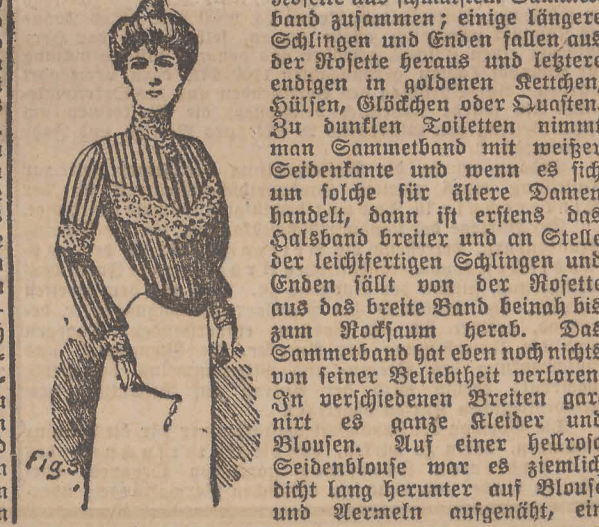 Rosette aus schmalstem
band zusammen; einige längere
Schlingen und Enden fallen aus
der Rosette heraus und letztere
endigen in goldenen Kettchen,
Hülsen, Glöckchen oder Quasten.
Zu dunklen Toiletten nimmt
man Sammetband mit weißer
Seidenkante und wenn es sich
um solche für ältere Damen
handelt, dann ist erstens das
Halsband breiter und an Stelle
der leichtfertigen Schlingen und
Enden fällt von der Rosette
aus das breite Band beinah bis
zum Rocksaum herab. Das
Sammetband hat eben noch nichts
von seiner Beliebtheit verloren
In verschiedenen Breiten gar
nirt es ganze Kleider und
Blousen. Auf einer hellrosa
Seidenblouse war es ziemlich
dicht lang herunter auf Blouse
und Aermeln aufgenäht, ein
Fig.